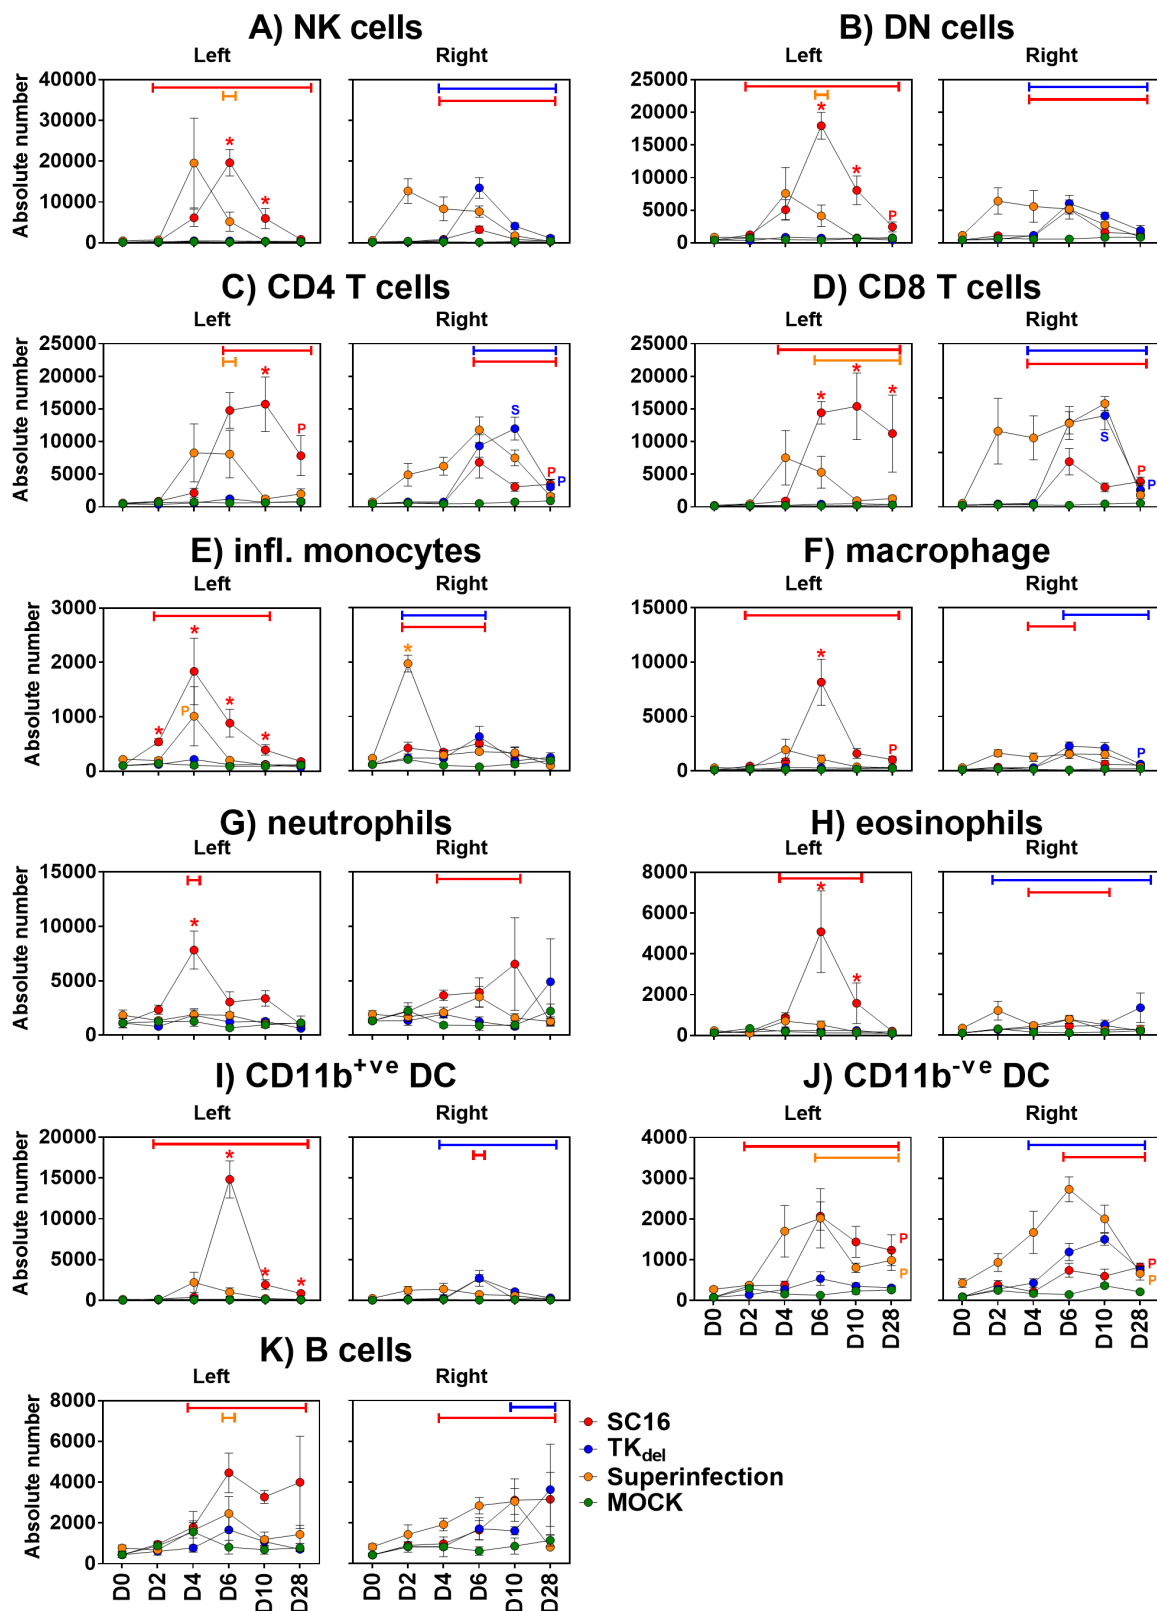 A) NK cells
B) DN cells
Left
Right
Left
Right
Absolute number
40000
30000
20000
10000
0
25000
20000
15000
10000
5000
0
*
*
*
*
P
C) CD4 T cells
D) CD8 T cells
Left
Right
Left
Right
Absolute number
25000
20000
15000
10000
5000
0
25000
20000
15000
10000
5000
0
*
P
S
P
P
*
*
*
S
P
P
E) infl. monocytes
F) macrophage
Left
Right
Left
Right
Absolute number
3000
2000
1000
0
15000
10000
5000
0
*
*
P
*
*
*
*
P
P
G) neutrophils
H) eosinophils
Left
Right
Left
Right
Absolute number
15000
10000
5000
0
8000
6000
4000
2000
0
*
*
*
I) CD11b+ve DC
J) CD11b-ve DC
Left
Right
Left
Right
Absolute number
20000
15000
10000
5000
0
4000
3000
2000
1000
0
*
*
*
P
P
P
P
D0 D2 D4 D6 D10 D28
D0 D2 D4 D6 D10 D28
K) B cells
Left
Right
Absolute number
8000
6000
4000
2000
0
D0 D2 D4 D6 D10 D28
D0 D2 D4 D6 D10 D28
SC16
TKdel
Superinfection
MOCK